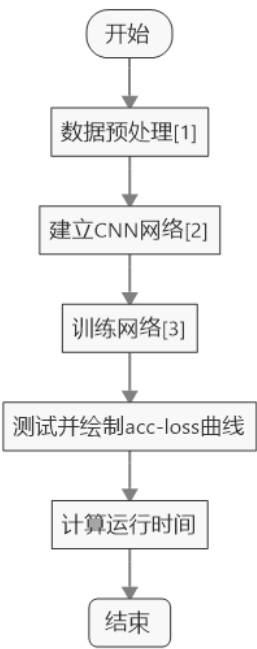 开始
数据预处理[1]
建立CNN网络[2]
训练网络[3]
测试并绘制acc-loss曲线
计算运行时间
结束